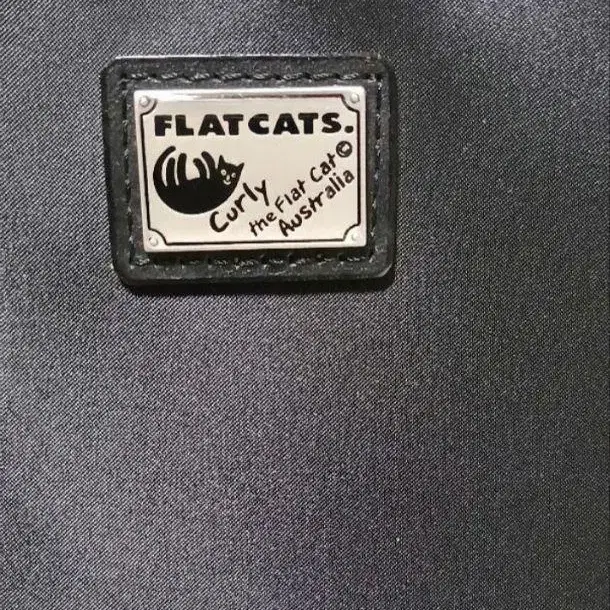 FLATCATS.
Curly
the Flat Cat©
Australia